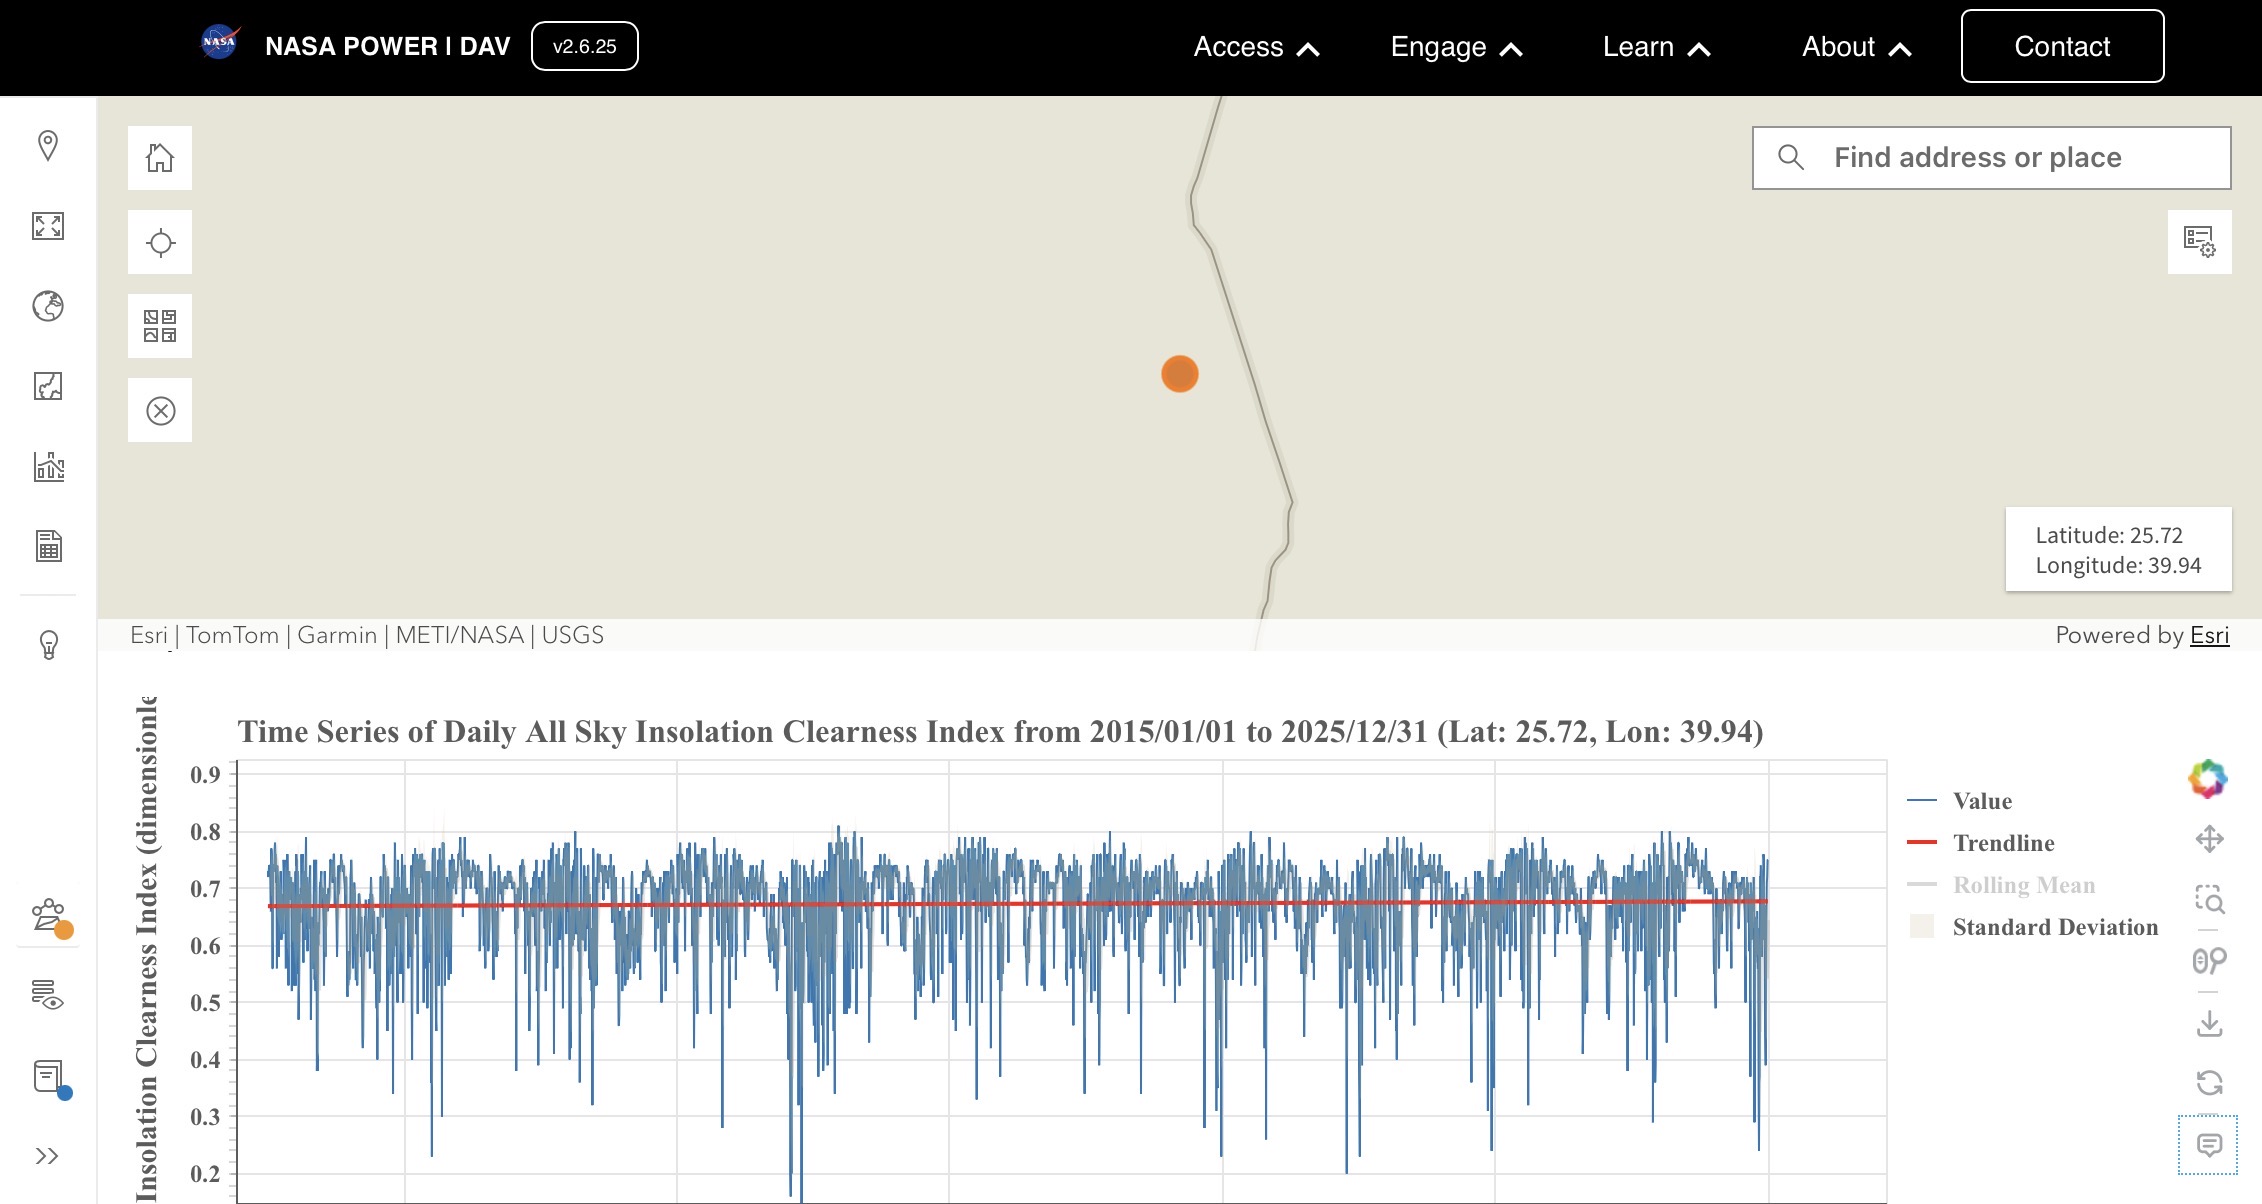 NASA
NASA POWER | DAV
v2.6.25
Access
Engage
Learn
About
Contact
Find address or place
Latitude: 25.72
Longitude: 39.94
Esri | TomTom | Garmin | METI/NASA | USGS
Powered by Esri
Time Series of Daily All Sky Insolation Clearness Index from 2015/01/01 to 2025/12/31 (Lat: 25.72, Lon: 39.94)
Insolation Clearness Index
0.9
0.8
0.7
0.6
0.5
0.4
0.3
0.2
Value
Trendline
Rolling Mean
Standard Deviation